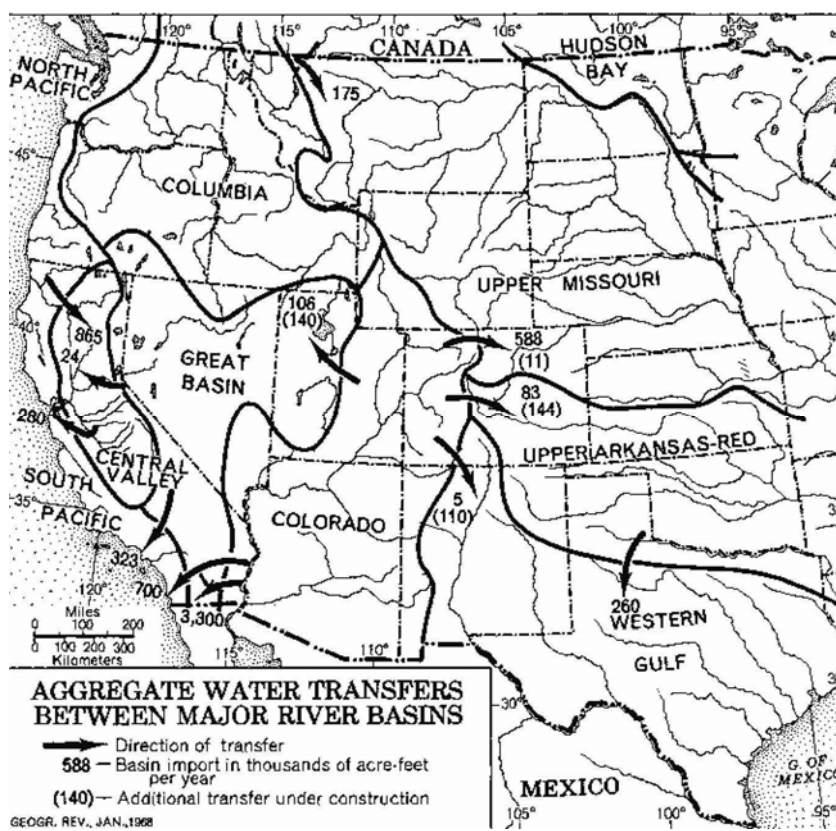 120° 115° 110° 105° 100° 95°
CANADA
HUDSON
BAY
NORTH
PACIFIC
175
45°
COLUMBIA
UPPER MISSOURI
106
(140)
40°
865
24
GREAT
BASIN
588
(11)
83
(144)
280
CENTRAL
VALLEY
UPPER ARKANSAS-RED
SOUTH
PACIFIC
35°
COLORADO
5
(110)
323
120°
700
260
WESTERN
GULF
3,300
Miles
0 100 200
0 100 200 300
Kilometers
115°
110°
30°
AGGREGATE WATER TRANSFERS
BETWEEN MAJOR RIVER BASINS
Direction of transfer
588 — Basin import in thousands of acre-feet
per year
(140) — Additional transfer under construction
GEOGR. REV., JAN., 1968
MEXICO
G. OF
MEXICO
105° 100° 95°